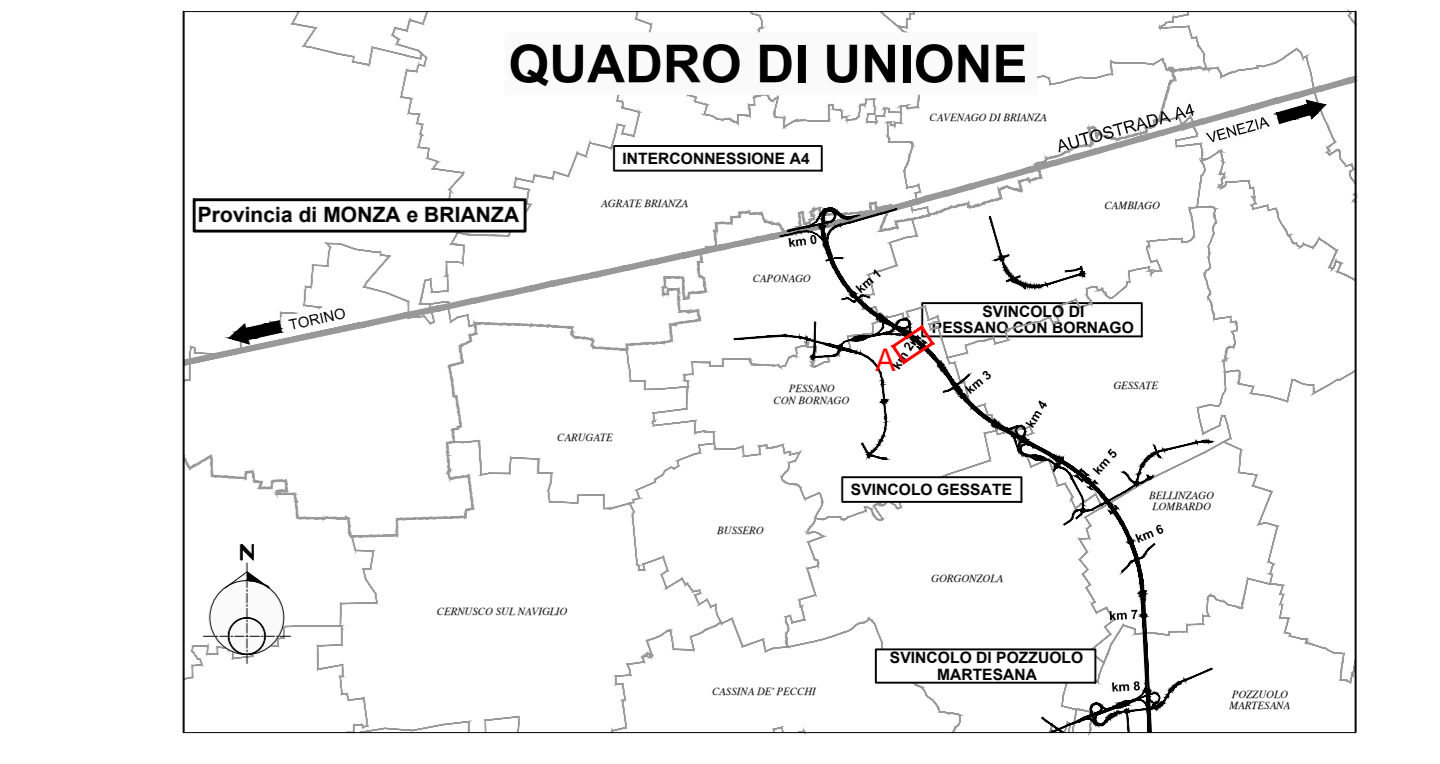 QUADRO DI UNIONE
CAVENAGO DI BRIANZA
AUTOSTRADA A4
VENEZIA
INTERCONNESSIONE A4
Provincia di MONZA e BRIANZA
AGRATE BRIANZA
CAMBIAGO
km 0
CAPONAGO
km 1
TORINO
SVINCOLO DI
PESSANO CON BORNAGO
A
km 2
km 3
PESSANO
CON BORNAGO
GESSATE
km 4
CARUGATE
km 5
SVINCOLO GESSATE
BELLINZAGO
LOMBARDO
BUSSERO
km 6
N
GORGONZOLA
CERNUSCO SUL NAVIGLIO
km 7
SVINCOLO DI POZZUOLO
MARTESANA
km 8
CASSINA DE' PECCHI
POZZUOLO
MARTESANA